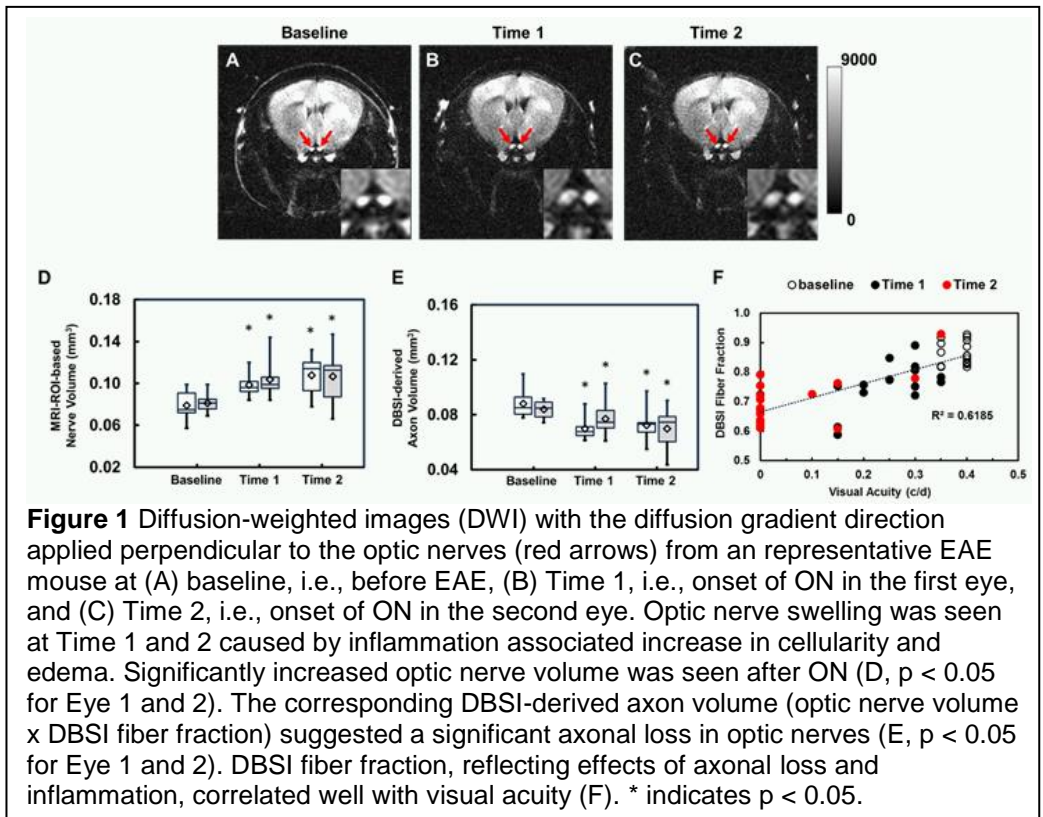 Baseline
Time 1
Time 2
A
B
C
9000
0
D
MRI-ROI-based
Nerve Volume (mm³)
0.18
0.14
0.10
0.06
0.02
*
*
*
*
Baseline
Time 1
Time 2
E
DBSI-derived
Axon Volume (mm³)
0.16
0.12
0.08
0.04
*
*
*
*
Baseline
Time 1
Time 2
F
baseline
Time 1
Time 2
DBSI Fiber Fraction
1.0
0.9
0.8
0.7
0.6
0.5
R² = 0.6185
0
0.1
0.2
0.3
0.4
0.5
Visual Acuity (c/d)
Figure 1 Diffusion-weighted images (DWI) with the diffusion gradient direction
applied perpendicular to the optic nerves (red arrows) from an representative EAE
mouse at (A) baseline, i.e., before EAE, (B) Time 1, i.e., onset of ON in the first eye,
and (C) Time 2, i.e., onset of ON in the second eye. Optic nerve swelling was seen
at Time 1 and 2 caused by inflammation associated increase in cellularity and
edema. Significantly increased optic nerve volume was seen after ON (D, p < 0.05
for Eye 1 and 2). The corresponding DBSI-derived axon volume (optic nerve volume
x DBSI fiber fraction) suggested a significant axonal loss in optic nerves (E, p < 0.05
for Eye 1 and 2). DBSI fiber fraction, reflecting effects of axonal loss and
inflammation, correlated well with visual acuity (F). * indicates p < 0.05.